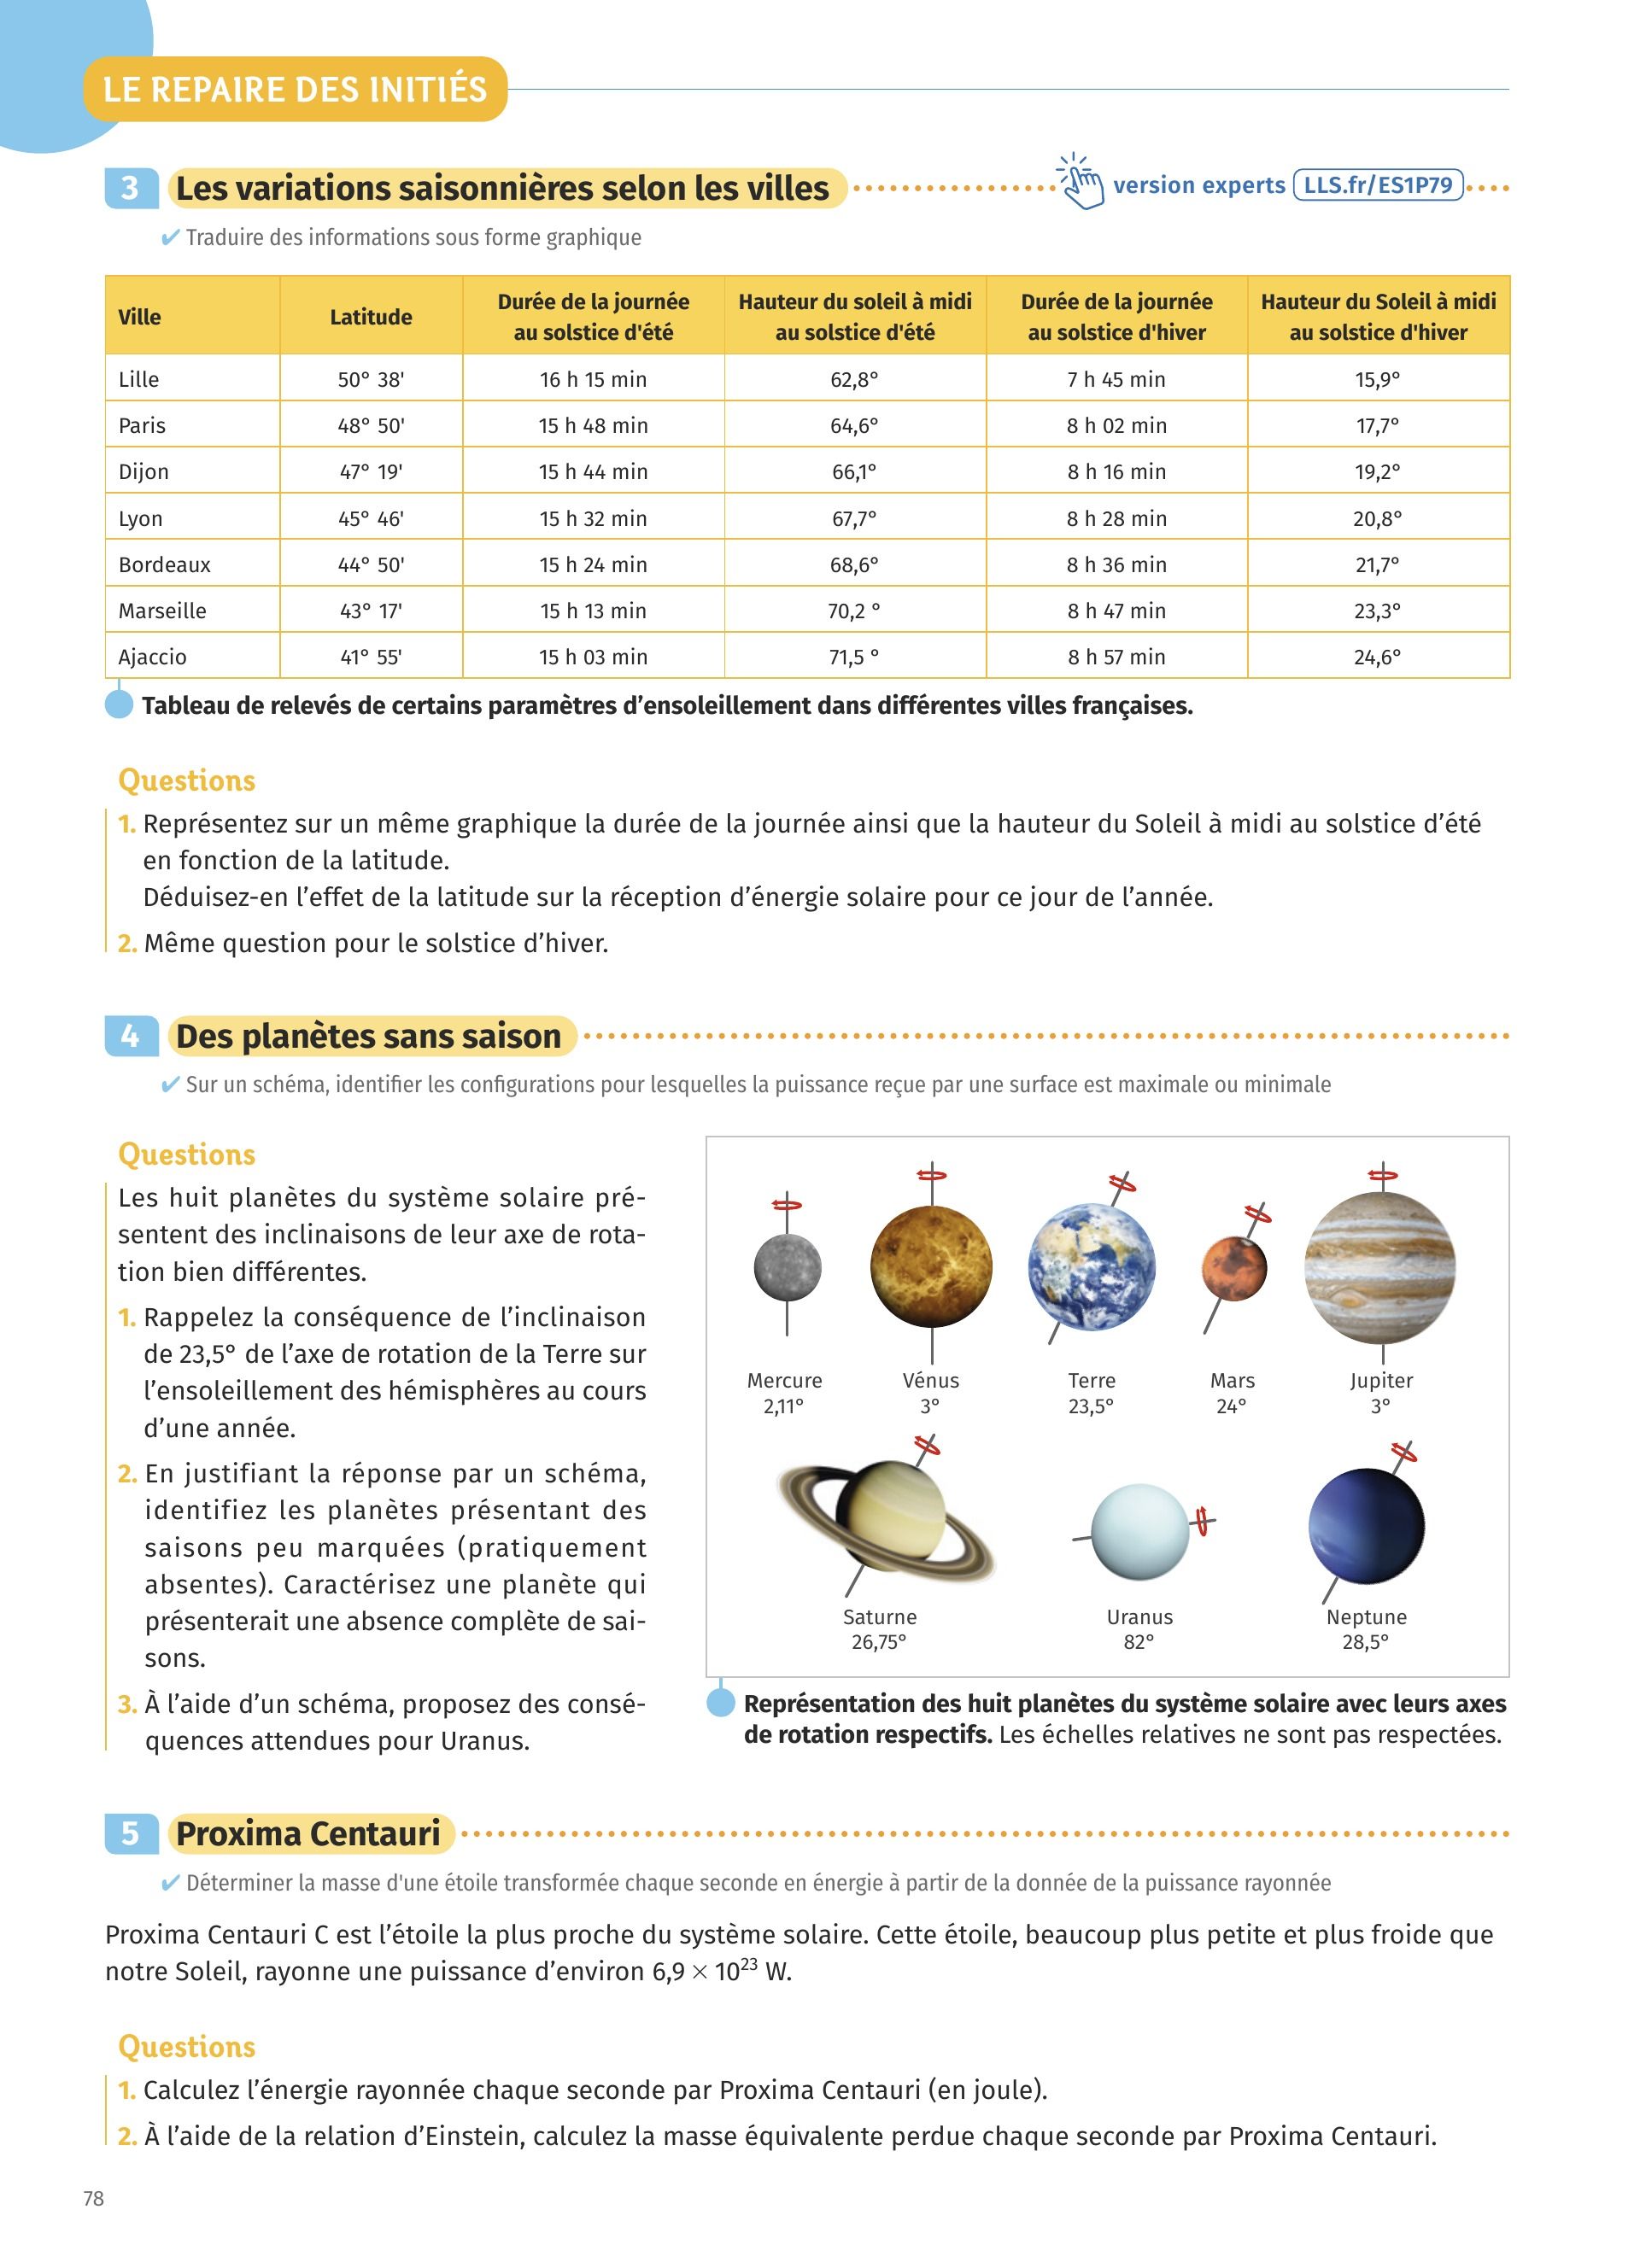 LE REPAIRE DES INITIÉS
3 Les variations saisonnières selon les villes version experts LLS.fr/ES1P79
✔ Traduire des informations sous forme graphique
Ville Latitude Durée de la journée au solstice d'été Hauteur du soleil à midi au solstice d'été Durée de la journée au solstice d'hiver Hauteur du Soleil à midi au solstice d'hiver
Lille 50° 38' 16 h 15 min 62,8° 7 h 45 min 15,9°
Paris 48° 50' 15 h 48 min 64,6° 8 h 02 min 17,7°
Dijon 47° 19' 15 h 44 min 66,1° 8 h 16 min 19,2°
Lyon 45° 46' 15 h 32 min 67,7° 8 h 28 min 20,8°
Bordeaux 44° 50' 15 h 24 min 68,6° 8 h 36 min 21,7°
Marseille 43° 17' 15 h 13 min 70,2 ° 8 h 47 min 23,3°
Ajaccio 41° 55' 15 h 03 min 71,5 ° 8 h 57 min 24,6°
Tableau de relevés de certains paramètres d’ensoleillement dans différentes villes françaises.
Questions
1. Représentez sur un même graphique la durée de la journée ainsi que la hauteur du Soleil à midi au solstice d’été
en fonction de la latitude.
Déduisez-en l’effet de la latitude sur la réception d’énergie solaire pour ce jour de l’année.
2. Même question pour le solstice d’hiver.
4 Des planètes sans saison
✔ Sur un schéma, identifier les configurations pour lesquelles la puissance reçue par une surface est maximale ou minimale
Questions
Les huit planètes du système solaire pré-
sentent des inclinaisons de leur axe de rota-
tion bien différentes.
1. Rappelez la conséquence de l’inclinaison
de 23,5° de l’axe de rotation de la Terre sur
l’ensoleillement des hémisphères au cours
d’une année.
2. En justifiant la réponse par un schéma,
identifiez les planètes présentant des
saisons peu marquées (pratiquement
absentes). Caractérisez une planète qui
présenterait une absence complète de sai-
sons.
3. À l’aide d’un schéma, proposez des consé-
quences attendues pour Uranus.
Mercure Vénus Terre Mars Jupiter
2,11° 3° 23,5° 24° 3°
Saturne Uranus Neptune
26,75° 82° 28,5°
Représentation des huit planètes du système solaire avec leurs axes
de rotation respectifs. Les échelles relatives ne sont pas respectées.
5 Proxima Centauri
✔ Déterminer la masse d'une étoile transformée chaque seconde en énergie à partir de la donnée de la puissance rayonnée
Proxima Centauri C est l’étoile la plus proche du système solaire. Cette étoile, beaucoup plus petite et plus froide que
notre Soleil, rayonne une puissance d’environ 6,9 × 10²³ W.
Questions
1. Calculez l’énergie rayonnée chaque seconde par Proxima Centauri (en joule).
2. À l’aide de la relation d’Einstein, calculez la masse équivalente perdue chaque seconde par Proxima Centauri.
78